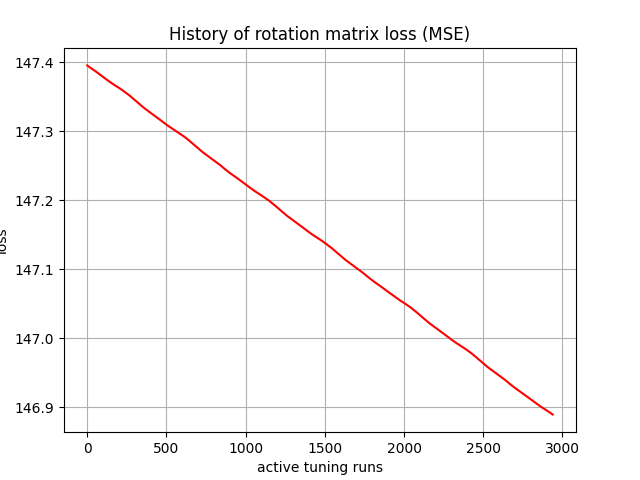 History of rotation matrix loss (MSE)
147.4
147.3
147.2
147.1
147.0
146.9
loss
0 500 1000 1500 2000 2500 3000
active tuning runs